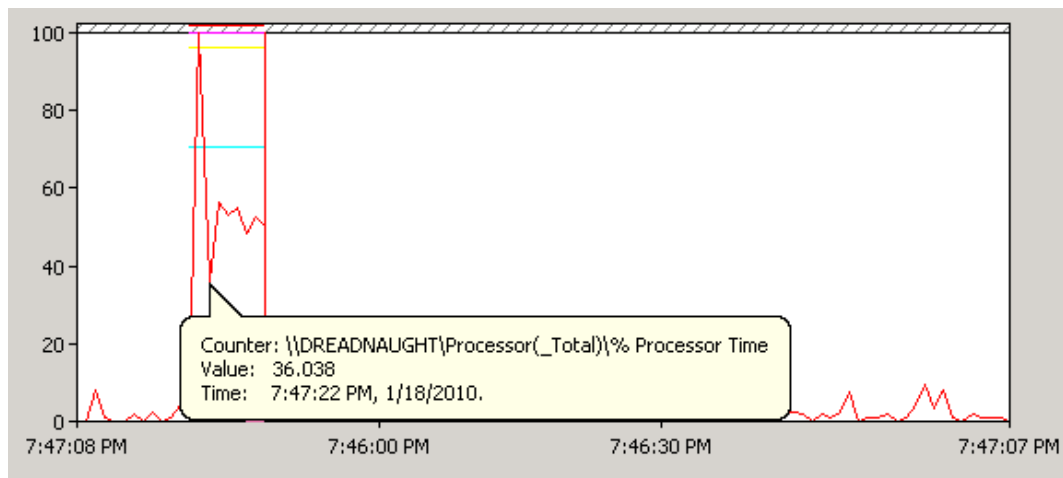 100
80
60
40
20
0
Counter: \\DREADNAUGHT\Processor(_Total)\% Processor Time
Value: 36.038
Time: 7:47:22 PM, 1/18/2010.
7:47:08 PM 7:46:00 PM 7:46:30 PM 7:47:07 PM